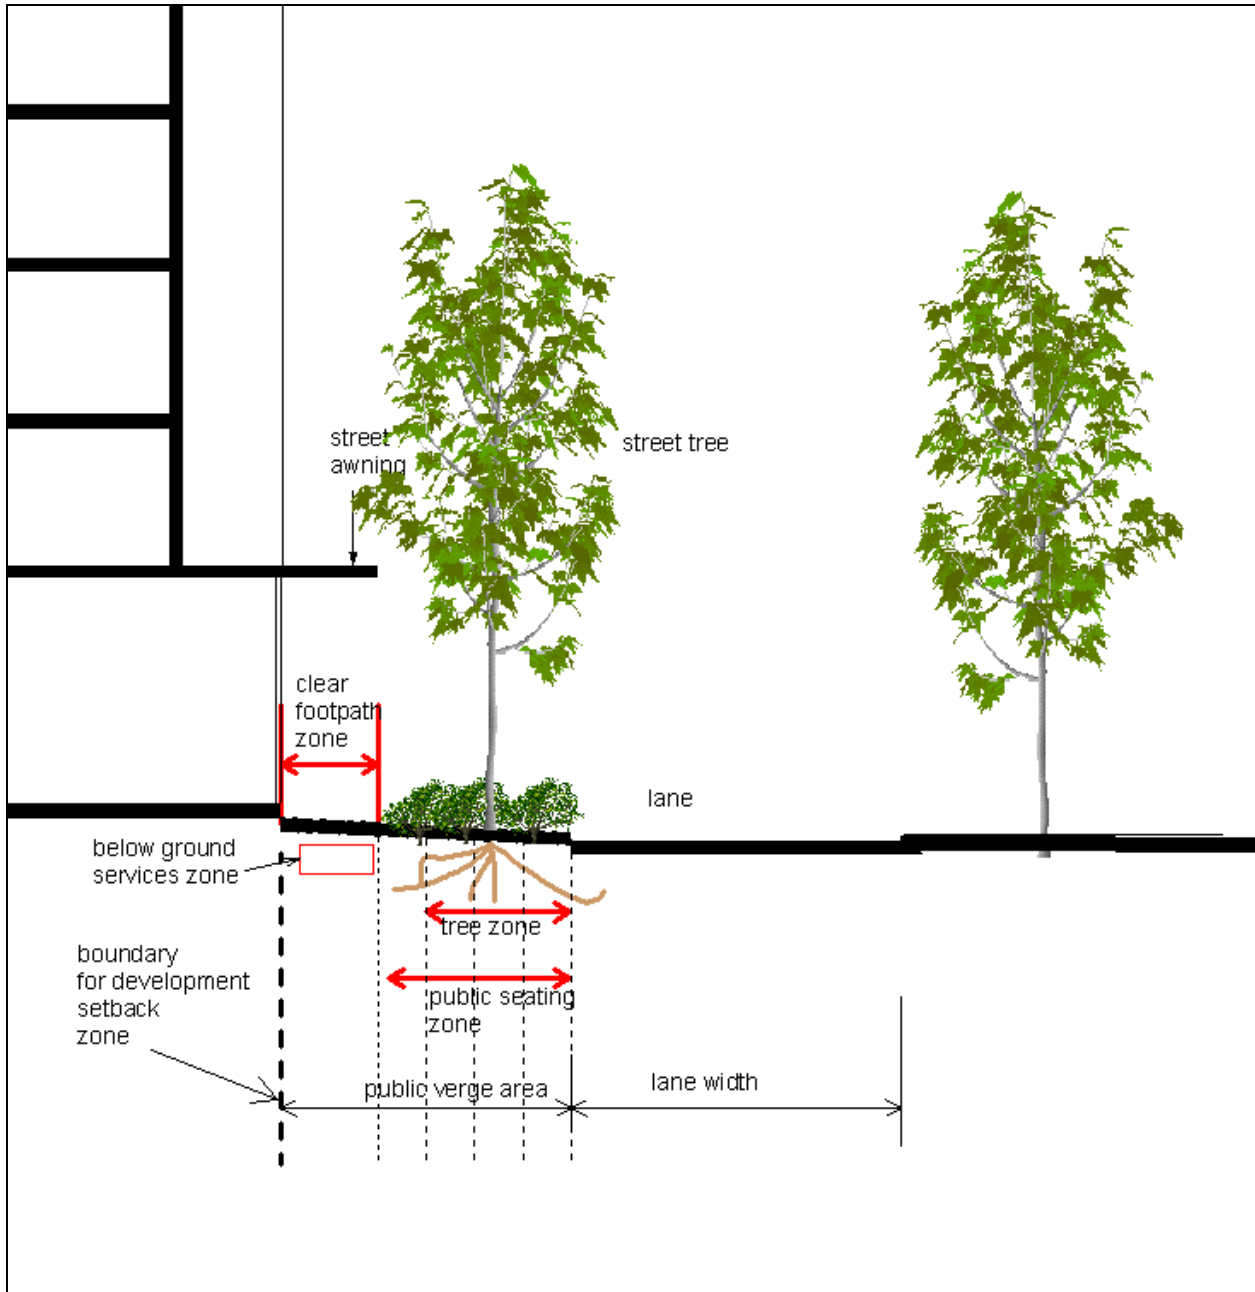 street
awning
street tree
clear
footpath
zone
lane
below ground
services zone
tree zone
boundary
for development
setback
zone
public seating
zone
public verge area
lane width